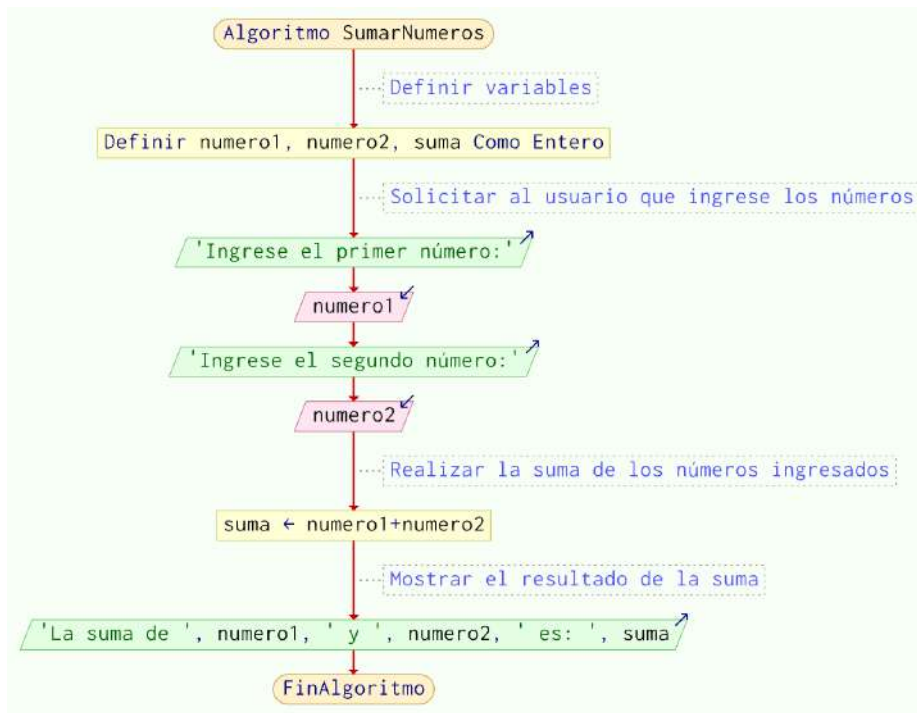 Algoritmo SumarNumeros
Definir variables
Definir numero1, numero2, suma Como Entero
Solicitar al usuario que ingrese los números
'Ingrese el primer número:'
numero1
'Ingrese el segundo número:'
numero2
Realizar la suma de los números ingresados
suma ← numero1+numero2
Mostrar el resultado de la suma
'La suma de ', numero1, ' y ', numero2, ' es: ', suma
FinAlgoritmo